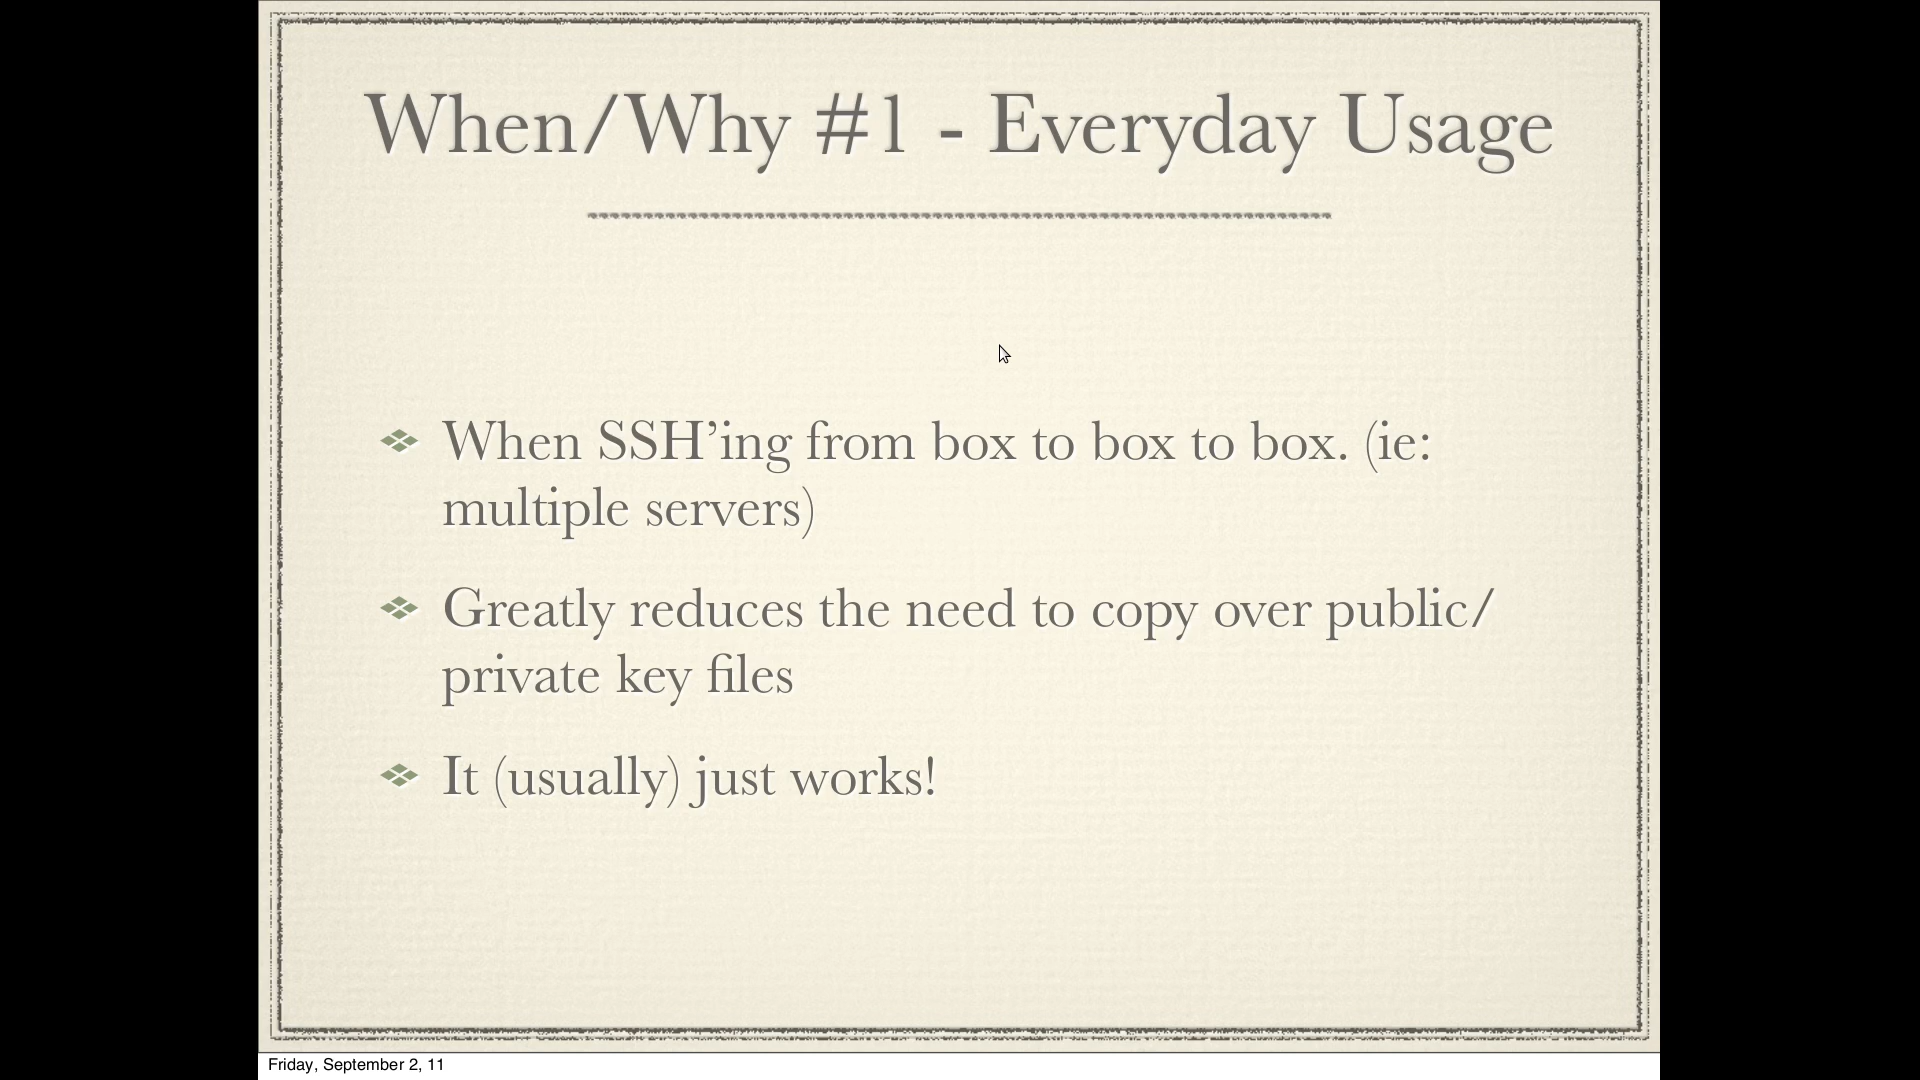 When/Why #1 - Everyday Usage
When SSH’ing from box to box to box. (ie:
multiple servers)
Greatly reduces the need to copy over public/
private key files
It (usually) just works!
Friday, September 2, 11